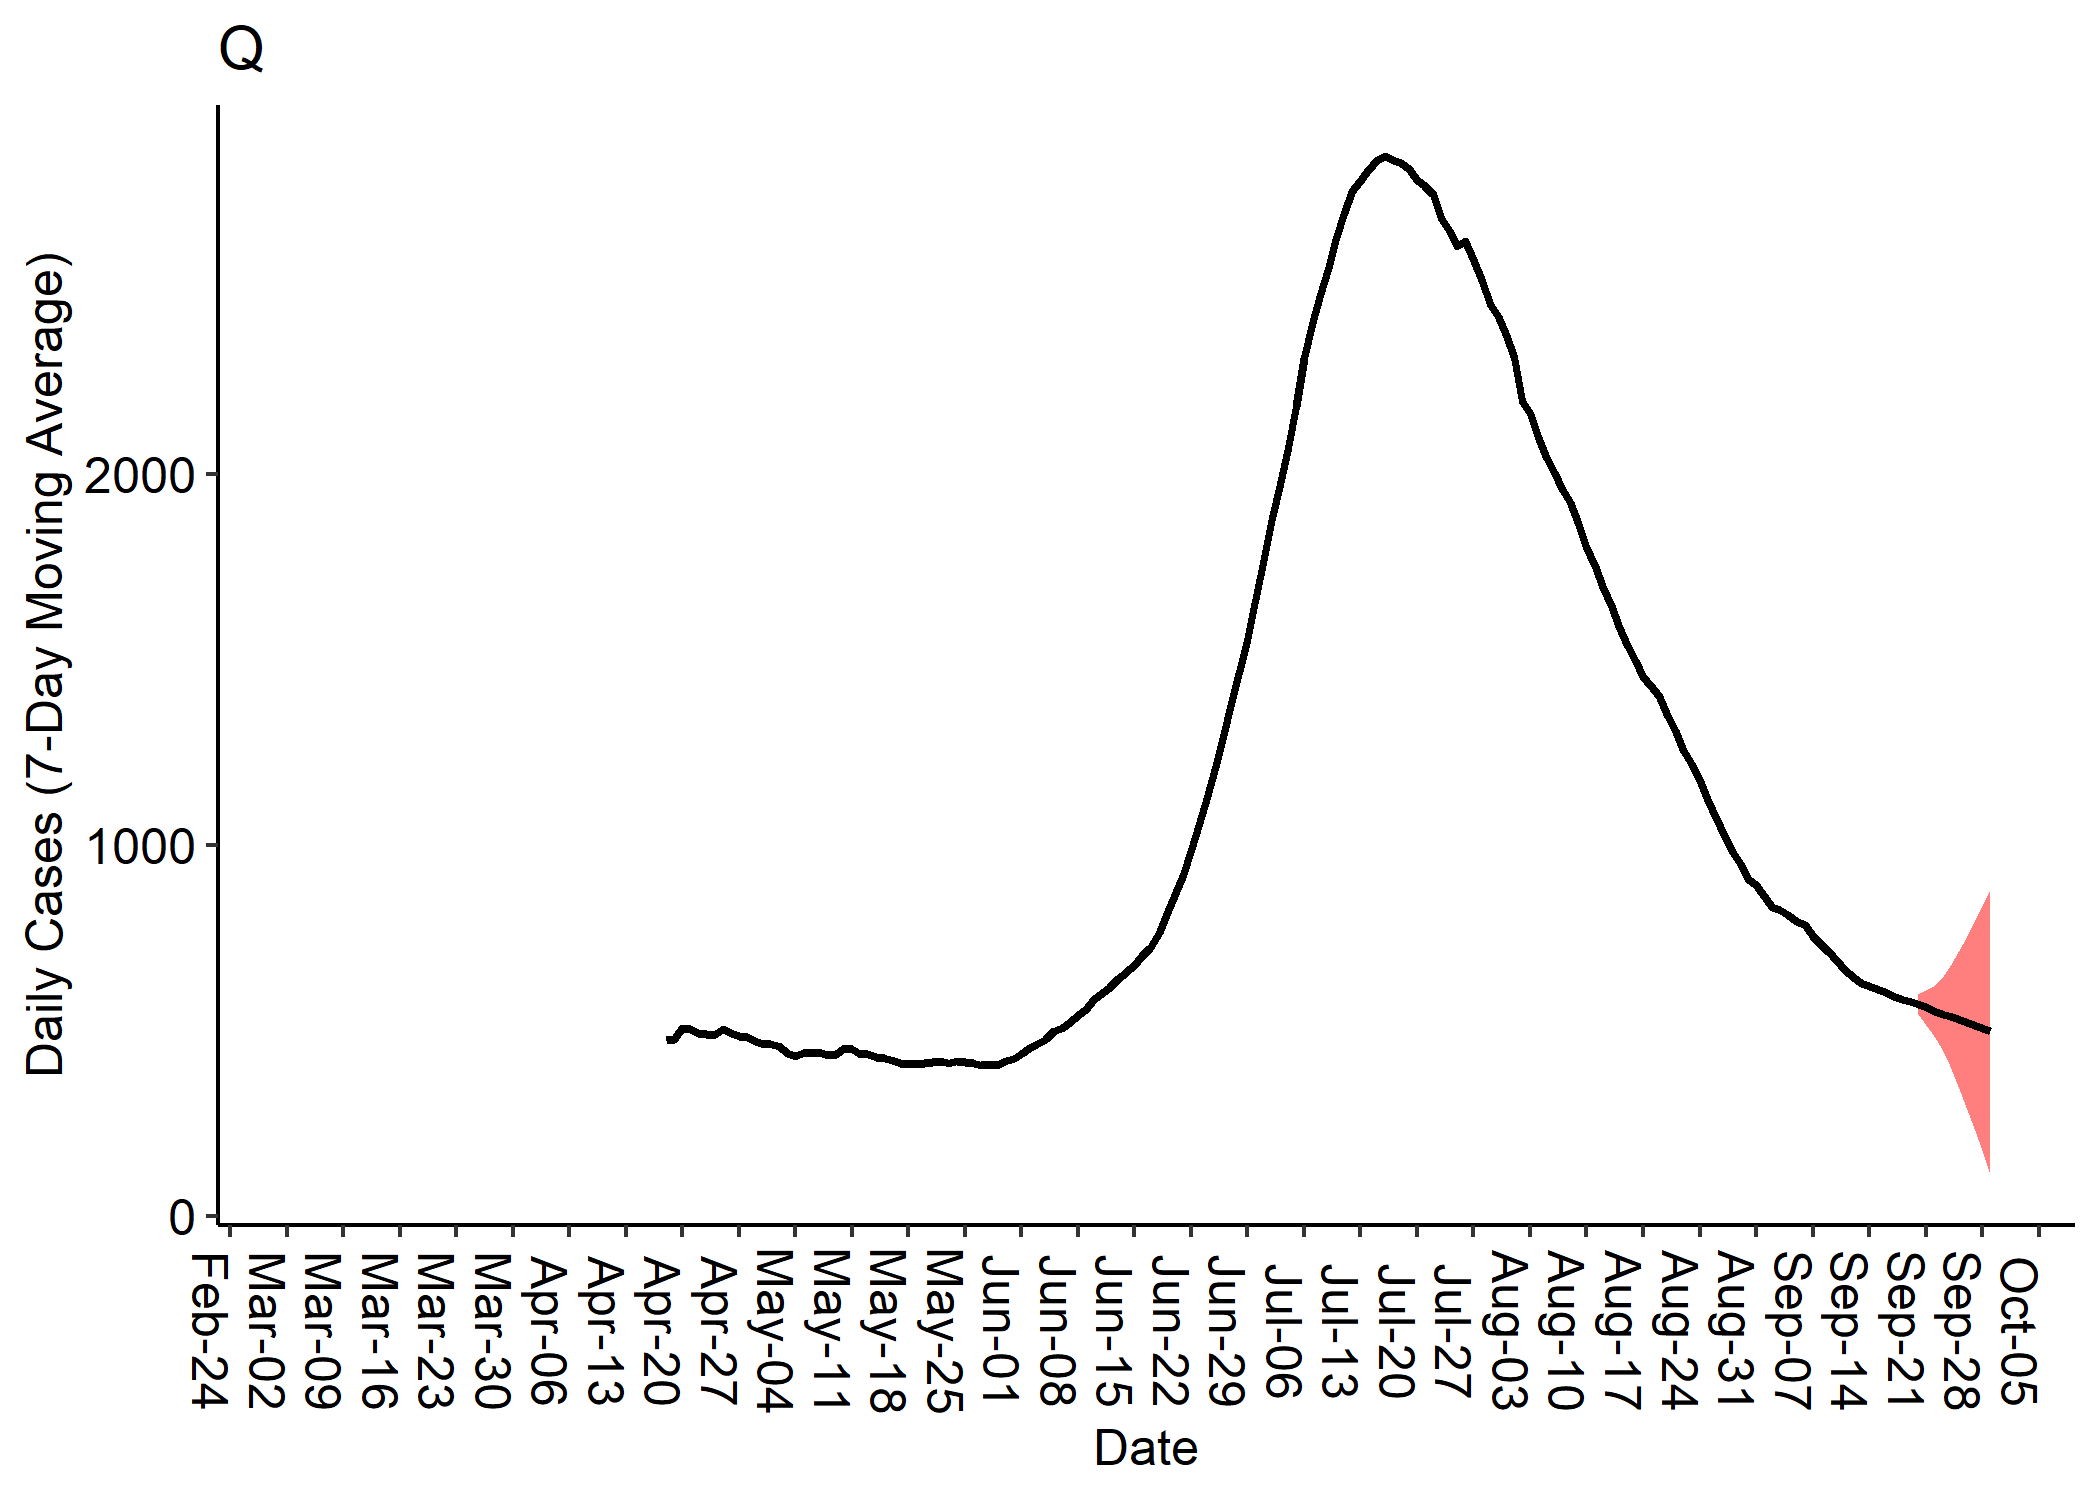 Q
Daily Cases (7-Day Moving Average)
2000
1000
0
Feb-24
Mar-02
Mar-09
Mar-16
Mar-23
Mar-30
Apr-06
Apr-13
Apr-20
Apr-27
May-04
May-11
May-18
May-25
Jun-01
Jun-08
Jun-15
Jun-22
Jun-29
Jul-06
Jul-13
Jul-20
Jul-27
Aug-03
Aug-10
Aug-17
Aug-24
Aug-31
Sep-07
Sep-14
Sep-21
Sep-28
Oct-05
Date